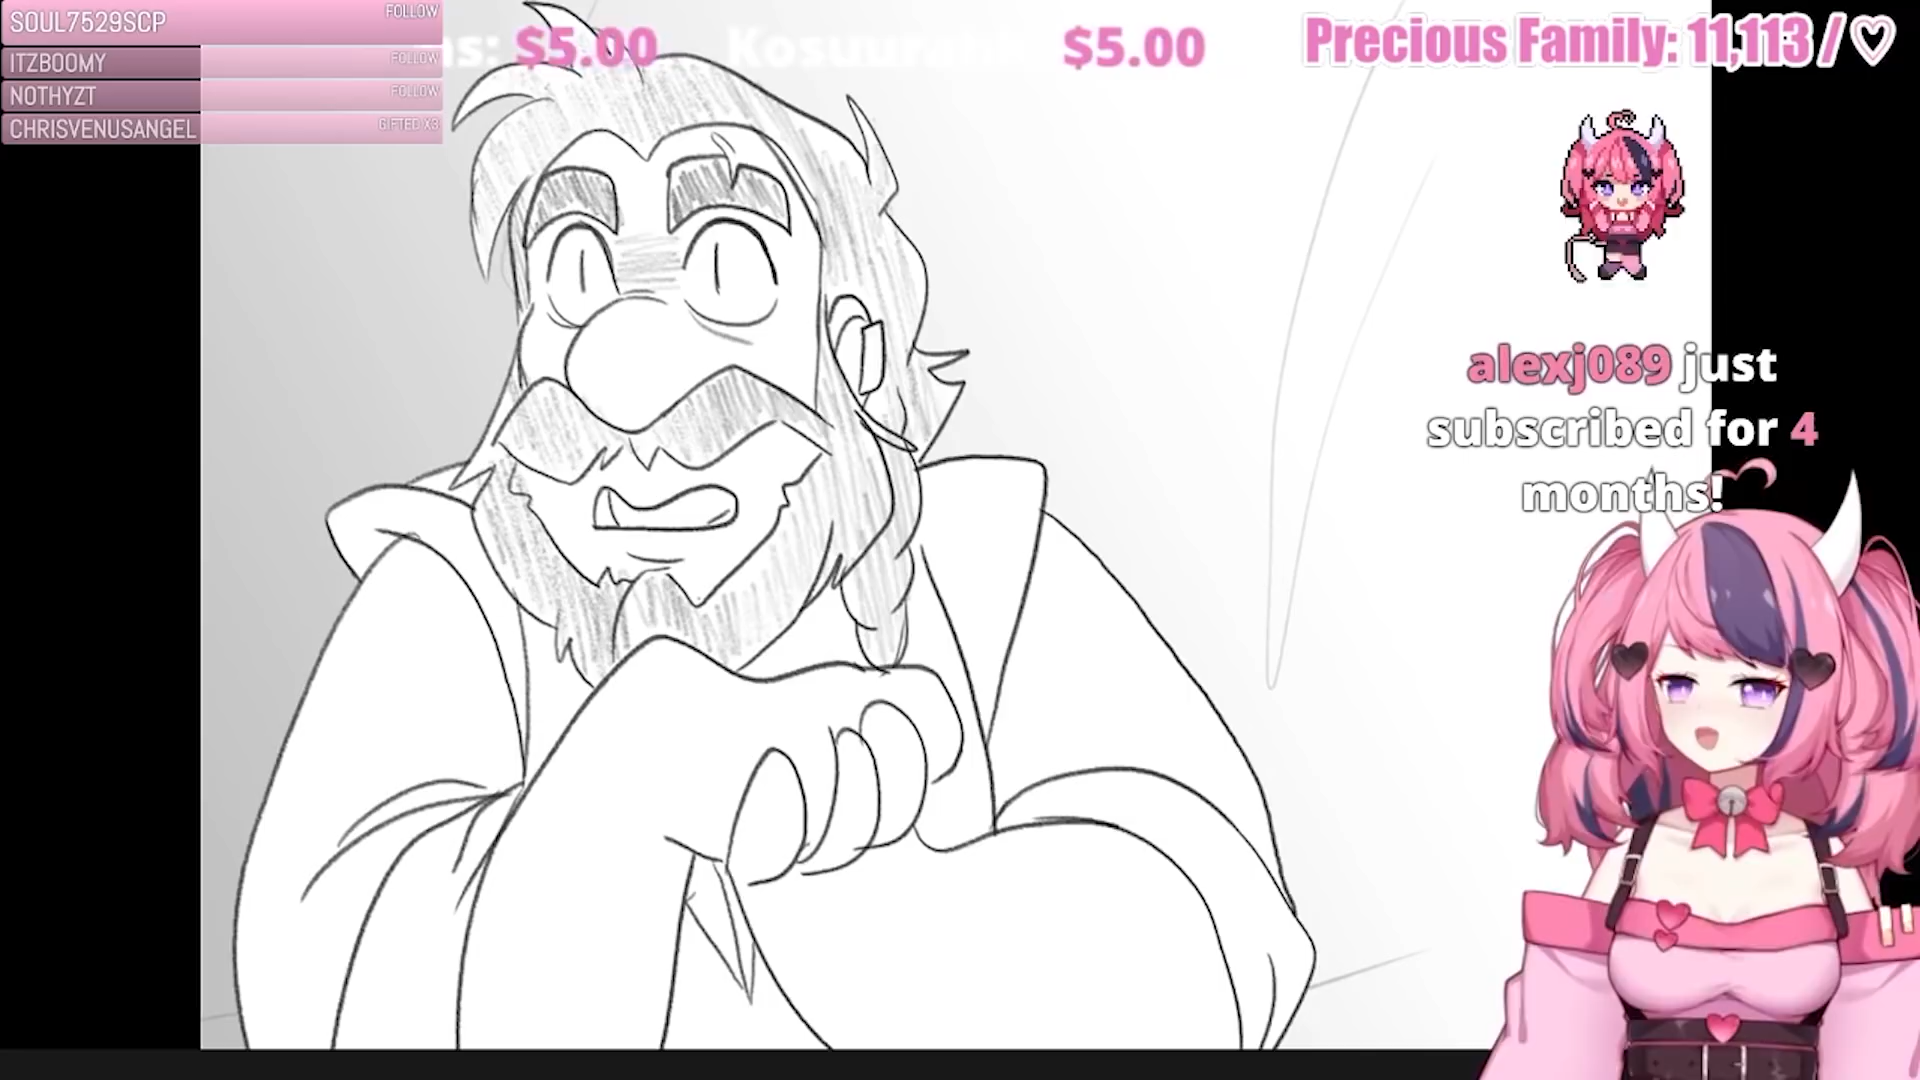 SOUL7529SCP FOLLOW
ITZBOOMY FOLLOW
NOTHYZT FOLLOW
CHRISVENUSANGEL GIFTED X3
s: $5.00 $5.00
Precious Family: 11,113 / ♡
alexj089 just
subscribed for 4
months!